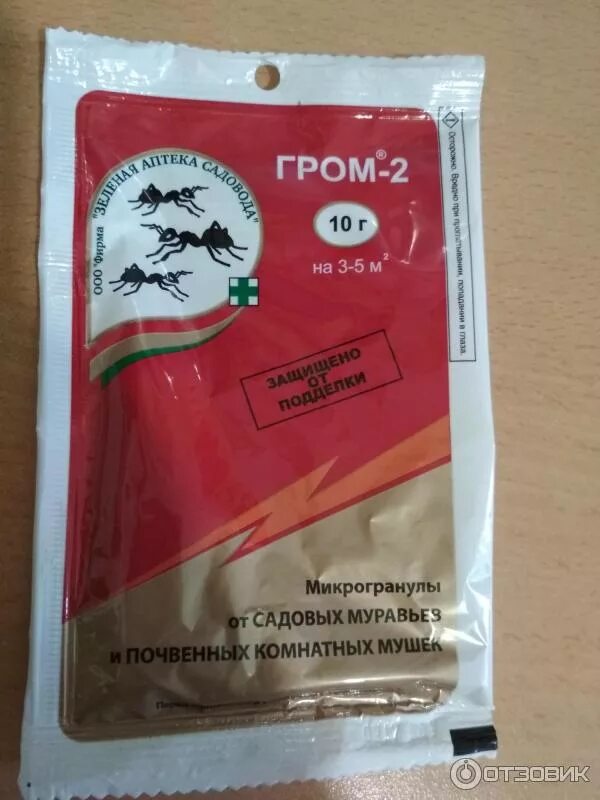 ООО "Фирма "ЗЕЛЕНАЯ АПТЕКА САДОВОДА"
ГРОМ®-2
10 г
на 3-5 м²
Осторожно. Вредно при проглатывании, попадании в глаза.
ЗАЩИЩЕНО
ОТ
ПОДДЕЛКИ
Микрогранулы
от САДОВЫХ МУРАВЬЕВ
и ПОЧВЕННЫХ КОМНАТНЫХ МУШЕК
ОТЗОВИК